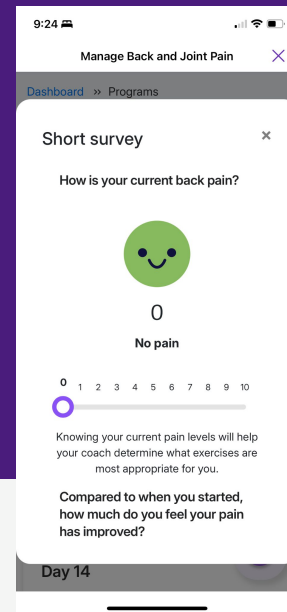 9:24
Manage Back and Joint Pain
Dashboard » Programs
Short survey
×
How is your current back pain?
0
No pain
0 1 2 3 4 5 6 7 8 9 10
Knowing your current pain levels will help
your coach determine what exercises are
most appropriate for you.
Compared to when you started,
how much do you feel your pain
has improved?
Day 14